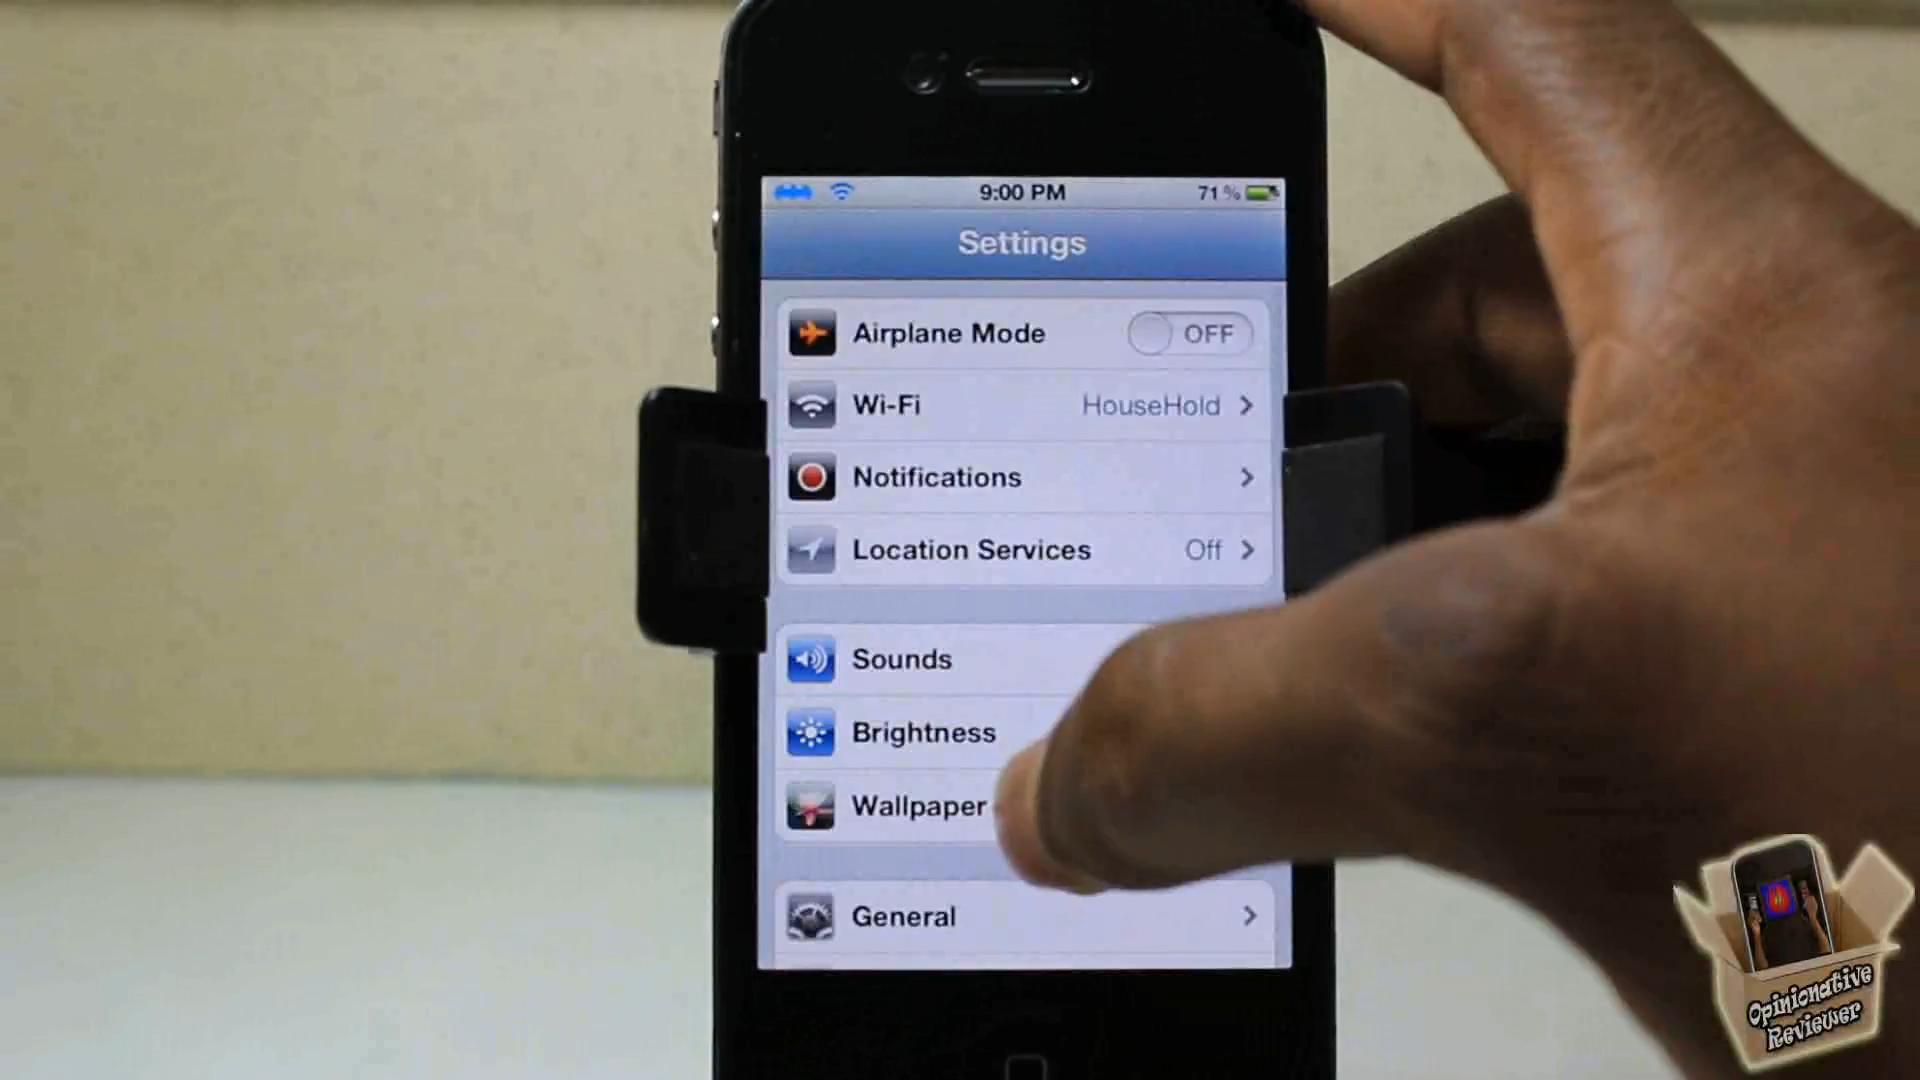 9:00 PM
71%
Settings
Airplane Mode OFF
Wi-Fi HouseHold
Notifications
Location Services Off
Sounds
Brightness
Wallpaper
General
Opinionative
Reviewer